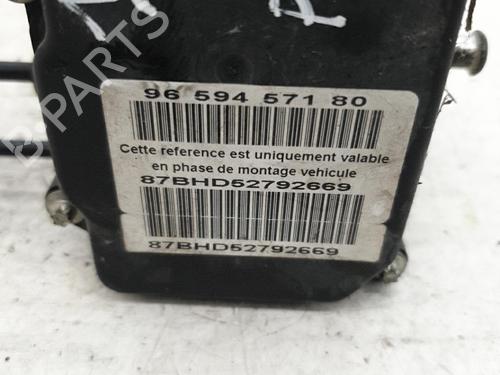 96 594 571 80
Cette reference est uniquement valable
en phase de montage vehicule
87BHD52792669
87BHD52792669
B-PARTS